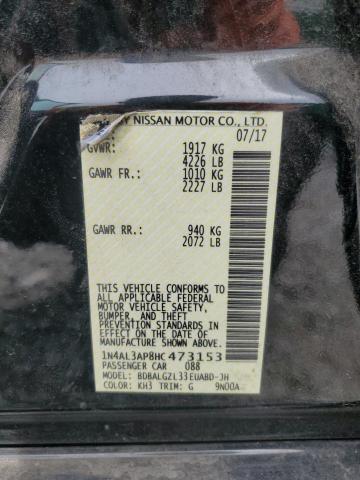 BY NISSAN MOTOR CO., LTD.
07/17
GVWR: 1917 KG
4226 LB
GAWR FR.: 1010 KG
2227 LB
GAWR RR.: 940 KG
2072 LB
THIS VEHICLE CONFORMS TO
ALL APPLICABLE FEDERAL
MOTOR VEHICLE SAFETY,
BUMPER, AND THEFT
PREVENTION STANDARDS IN
EFFECT ON THE DATE OF
MANUFACTURE SHOWN ABOVE.
1N4AL3AP8HC473153
PASSENGER CAR 088
MODEL: BDBALGZL33EUABD-JH
COLOR: KH3 TRIM: G 9N00A